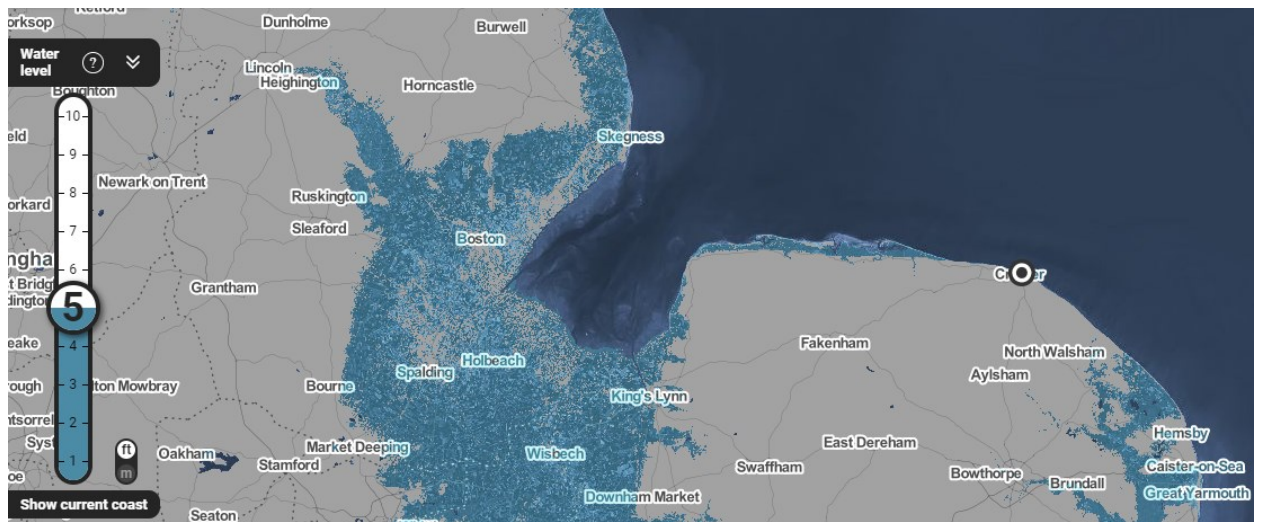 Retford
Dunholme
Burwell
Water
level
?
Lincoln
Heighington
Horncastle
Boughton
10
Skegness
9
8
Newark on Trent
Ruskington
7
Sleaford
Boston
6
5
Grantham
4
Fakenham
North Walsham
Holbeach
Spalding
Aylsham
3
Bourne
King's Lynn
2
Hemsby
East Dereham
Market Deeping
Oakham
Wisbech
ft
Stamford
Swaffham
Caister-on-Sea
1
m
Bowthorpe
Brundall
Great Yarmouth
Downham Market
Show current coast
Seaton